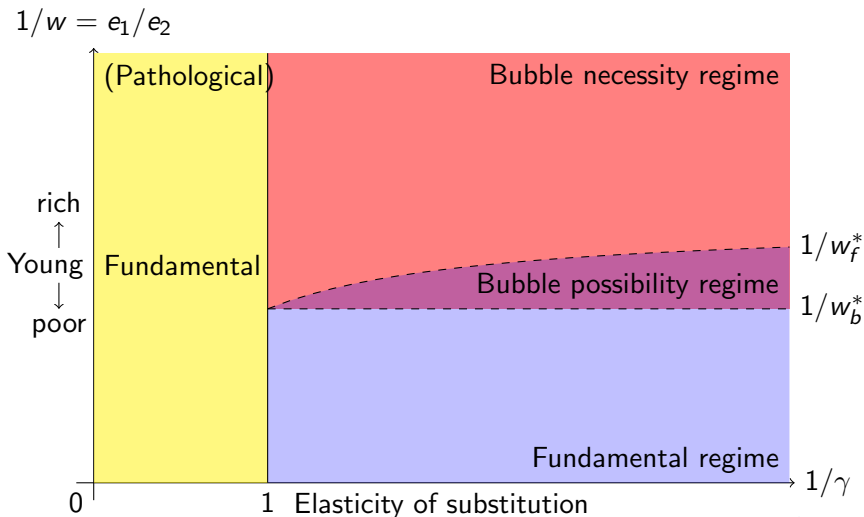 1/w = e₁/e₂
(Pathological)
Bubble necessity regime
rich
Young
poor
Fundamental
1/w*_f
Bubble possibility regime
1/w*_b
Fundamental regime
1/γ
0
1
Elasticity of substitution